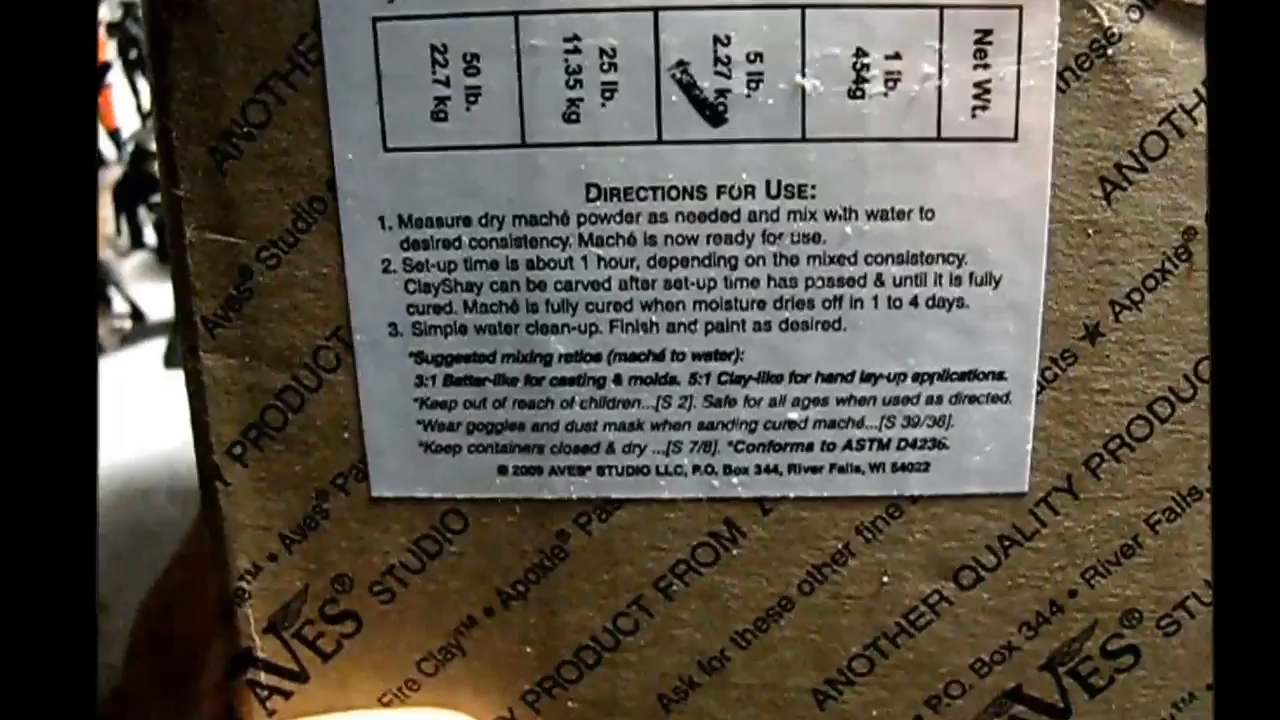 Net Wt.
1 lb.
454g
5 lb.
2.27 kg
25 lb.
11.35 kg
50 lb.
22.7 kg
DIRECTIONS FOR USE:
1. Measure dry maché powder as needed and mix with water to
desired consistency. Maché is now ready for use.
2. Set-up time is about 1 hour, depending on the mixed consistency.
ClayShay can be carved after set-up time has passed & until it is fully
cured. Maché is fully cured when moisture dries off in 1 to 4 days.
3. Simple water clean-up. Finish and paint as desired.
*Suggested mixing ratios (maché to water):
3:1 Batter-like for casting & molds. 5:1 Clay-like for hand lay-up applications.
*Keep out of reach of children...[S 2]. Safe for all ages when used as directed.
*Wear goggles and dust mask when sanding cured maché...[S 39/36].
*Keep containers closed & dry ...[S 7/8]. *Conforms to ASTM D4236.
© 2009 AVES® STUDIO LLC, P.O. Box 344, River Falls, WI 54022
Aves® Studio •
PRODUCT
• Aves®
AVES® STUDIO
Fire Clay™ • Apoxie®
PRODUCT FROM
Ask for these other fine
ANOTHER QUALITY PRODUC
★ Apoxie®
P.O. Box 344 • River Falls,
AVES®